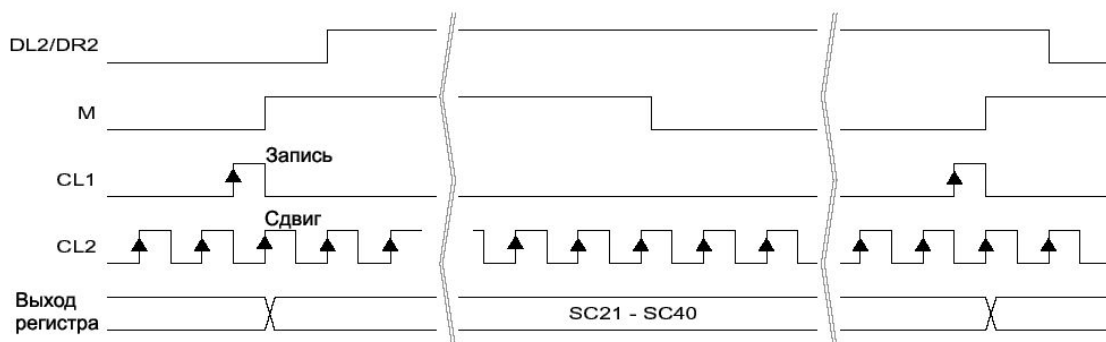 DL2/DR2
M
Запись
CL1
Сдвиг
CL2
Выход
регистра
SC21 - SC40